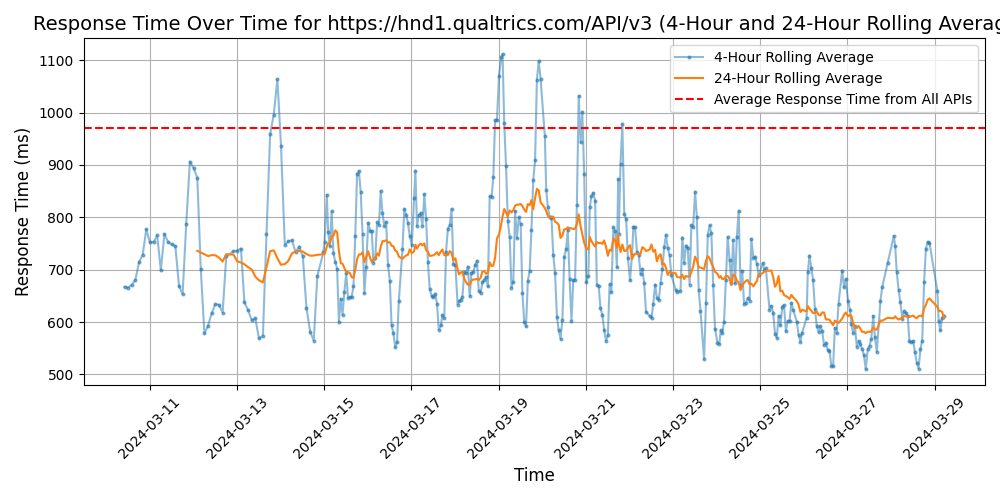 Response Time Over Time for https://hnd1.qualtrics.com/API/v3 (4-Hour and 24-Hour Rolling Averag
4-Hour Rolling Average
24-Hour Rolling Average
Average Response Time from All APIs
Response Time (ms)
1100
1000
900
800
700
600
500
2024-03-11
2024-03-13
2024-03-15
2024-03-17
2024-03-19
2024-03-21
2024-03-23
2024-03-25
2024-03-27
2024-03-29
Time